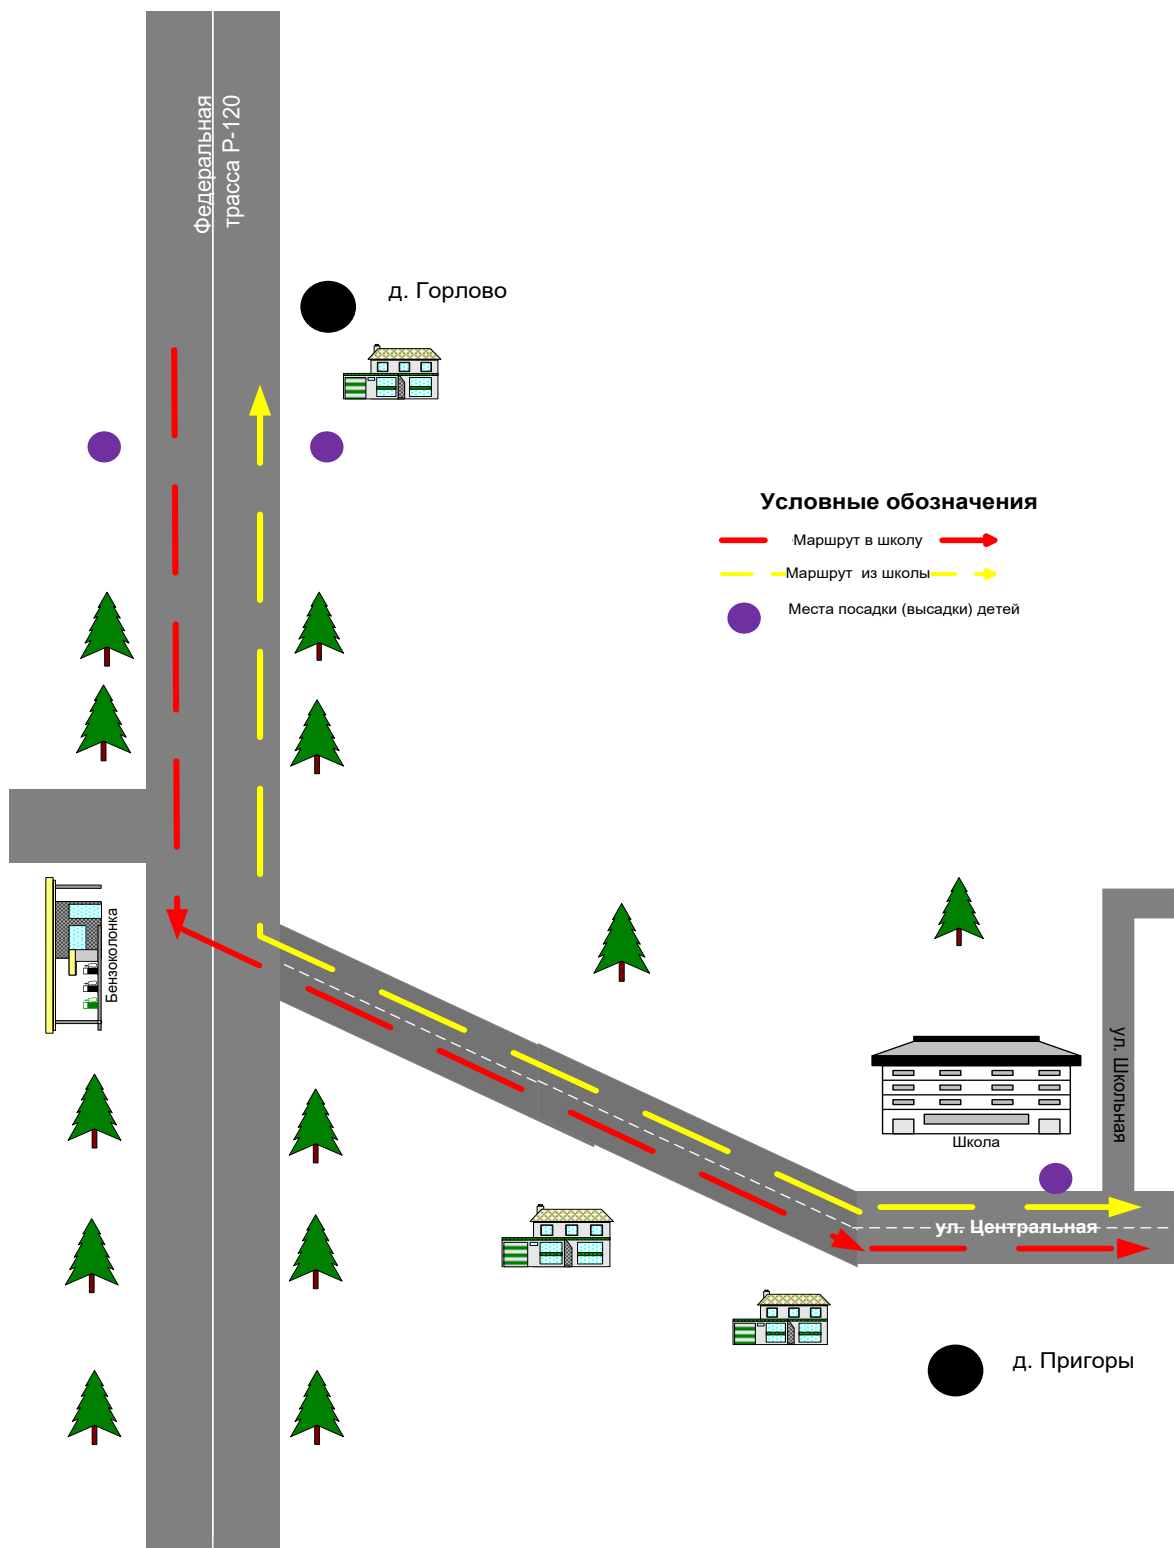 Федеральная
трасса Р-120
д. Горлово
Условные обозначения
Маршрут в школу
Маршрут  из школы
Места посадки (высадки) детей
Бензоколонка
ул. Школьная
Школа
ул. Центральная
д. Пригоры